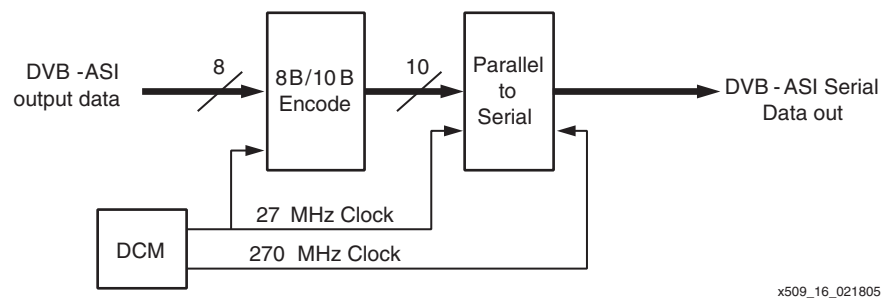 DVB -ASI
output data
8
8B/10 B
Encode
10
Parallel
to
Serial
DVB - ASI Serial
Data out
DCM
27 MHz Clock
270 MHz Clock
x509_16_021805